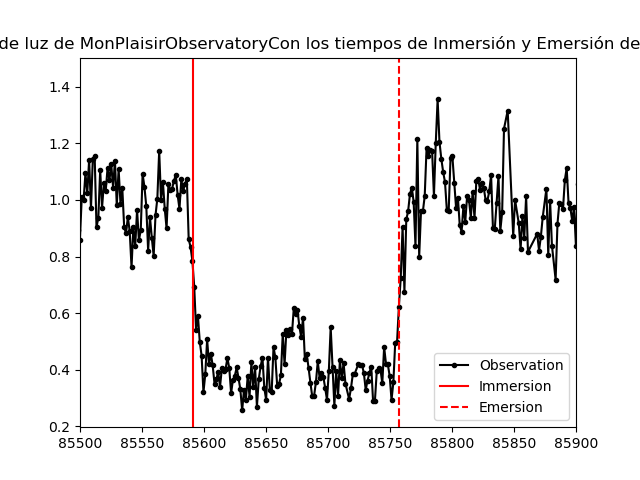 de luz de MonPlaisirObservatoryCon los tiempos de Inmersión y Emersión de
1.4
1.2
1.0
0.8
0.6
0.4
0.2
Observation
Immersion
Emersion
85500 85550 85600 85650 85700 85750 85800 85850 85900